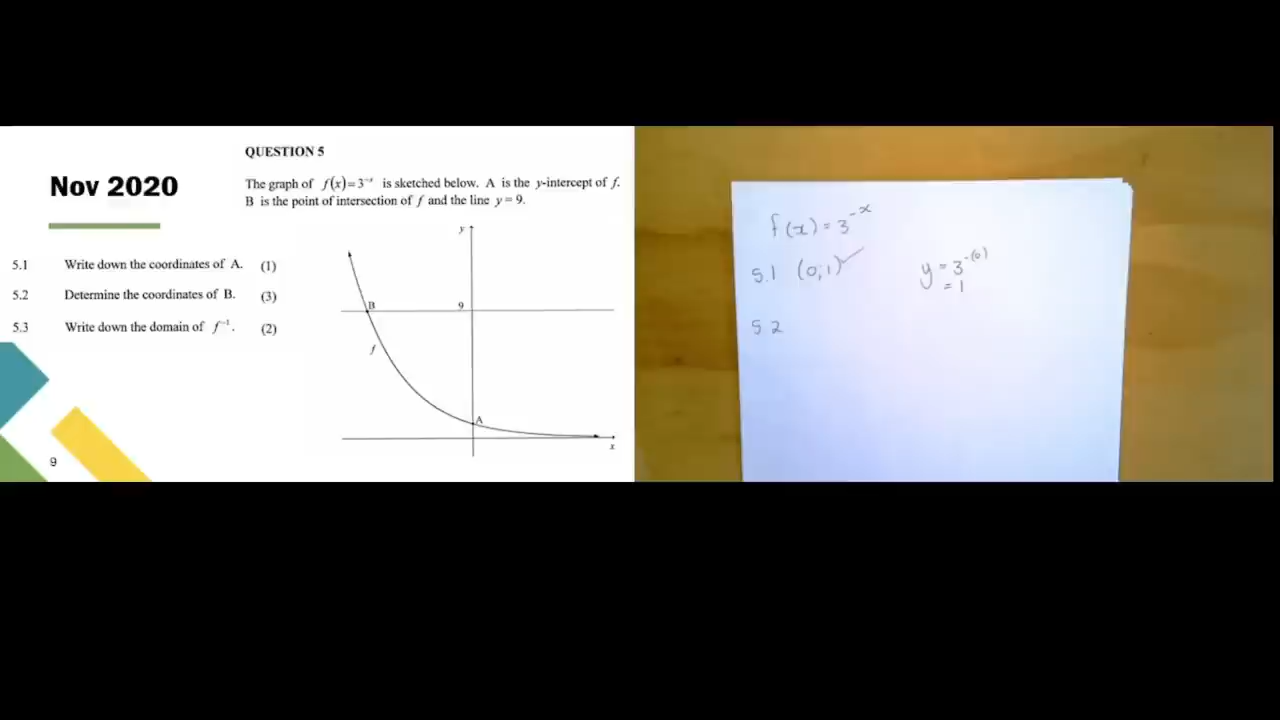 Nov 2020
QUESTION 5
The graph of f(x)=3⁻ˣ is sketched below. A is the y-intercept of f.
B is the point of intersection of f and the line y = 9.
5.1 Write down the coordinates of A. (1)
5.2 Determine the coordinates of B. (3)
5.3 Write down the domain of f⁻¹. (2)
y
B
9
f
A
x
9
f(x) = 3⁻ˣ
5.1 (0;1) ✓
y = 3⁻⁽⁰⁾
= 1
5.2